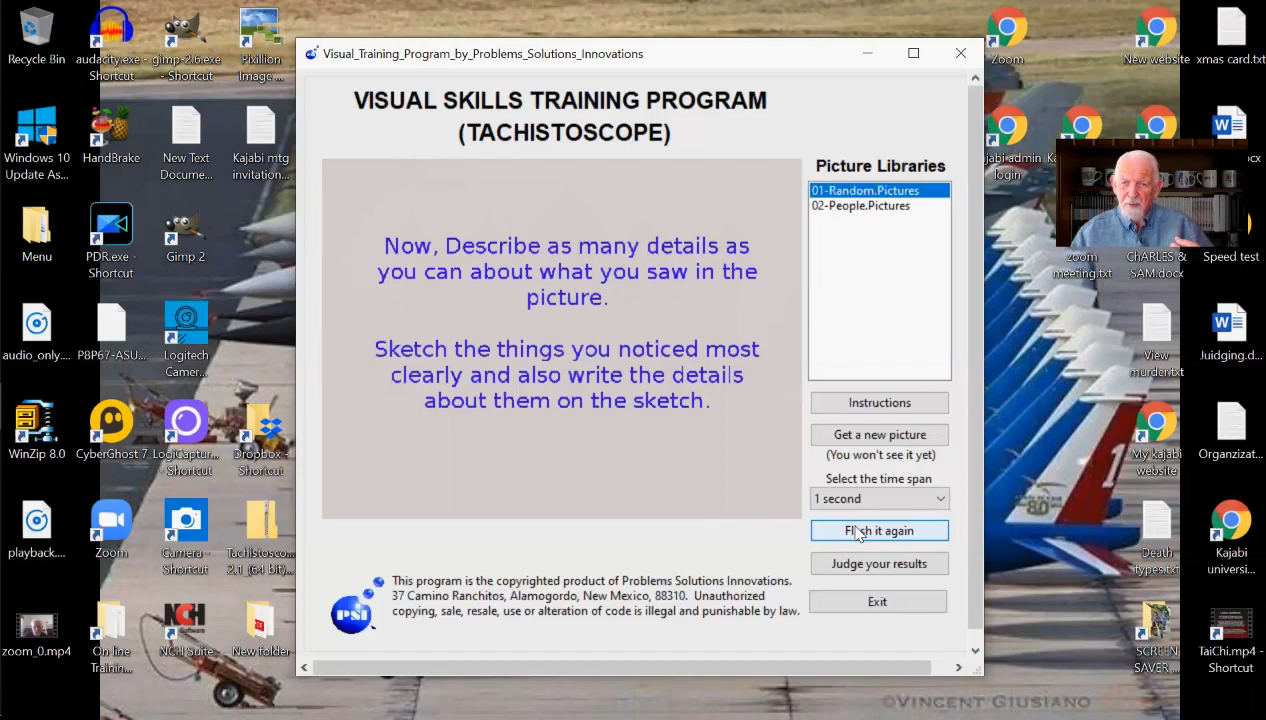 Visual_Training_Program_by_Problems_Solutions_Innovations
VISUAL SKILLS TRAINING PROGRAM
(TACHISTOSCOPE)
Now, Describe as many details as
you can about what you saw in the
picture.
Sketch the things you noticed most
clearly and also write the details
about them on the sketch.
Picture Libraries
01-Random.Pictures
02-People.Pictures
Instructions
Get a new picture
(You won't see it yet)
Select the time span
1 second
Flash it again
Judge your results
Exit
PSI
This program is the copyrighted product of Problems Solutions Innovations.
37 Camino Ranchitos, Alamogordo, New Mexico, 88310. Unauthorized
copying, sale, resale, use or alteration of code is illegal and punishable by law.
Recycle Bin
audacity.exe -
Shortcut
gimp-2.6.exe
- Shortcut
Pixillion
Image ...
Windows 10
Update As...
HandBrake
New Text
Docume...
Kajabi mtg
invitation...
Menu
PDR.exe -
Shortcut
Gimp 2
audio_only....
P8P67-ASU...
Logitech
Camer...
WinZip 8.0
CyberGhost 7
LogiCaptur...
- Shortcut
Dropbox -
Shortcut
playback....
Zoom
Camera -
Shortcut
Tachistosco...
2.1 (64 bit)...
zoom_0.mp4
On line
Trainin...
NCH Suite
New folder
Zoom
New website
xmas card.txt
jabi admin
login
zoom
meeting.txt
ChARLES &
SAM.docx
Speed test
View
murder.txt
Juidging.d...
My kajabi
website
Organzizat...
Death
types.txt
Kajabi
universi...
SCREEN
SAVER ...
TaiChi.mp4 -
Shortcut
1
©VINCENT GIUSIANO